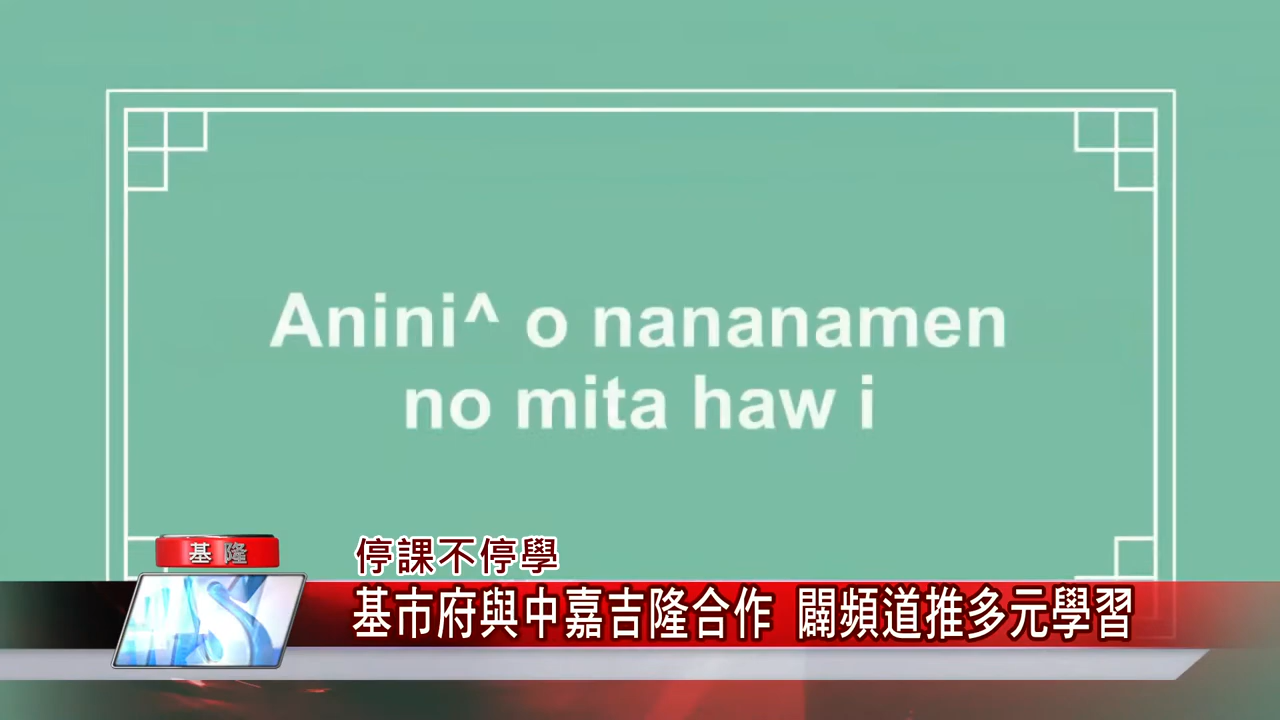 Anini^ o nananamen
no mita haw i
基隆
停課不停學
基市府與中嘉吉隆合作 闢頻道推多元學習